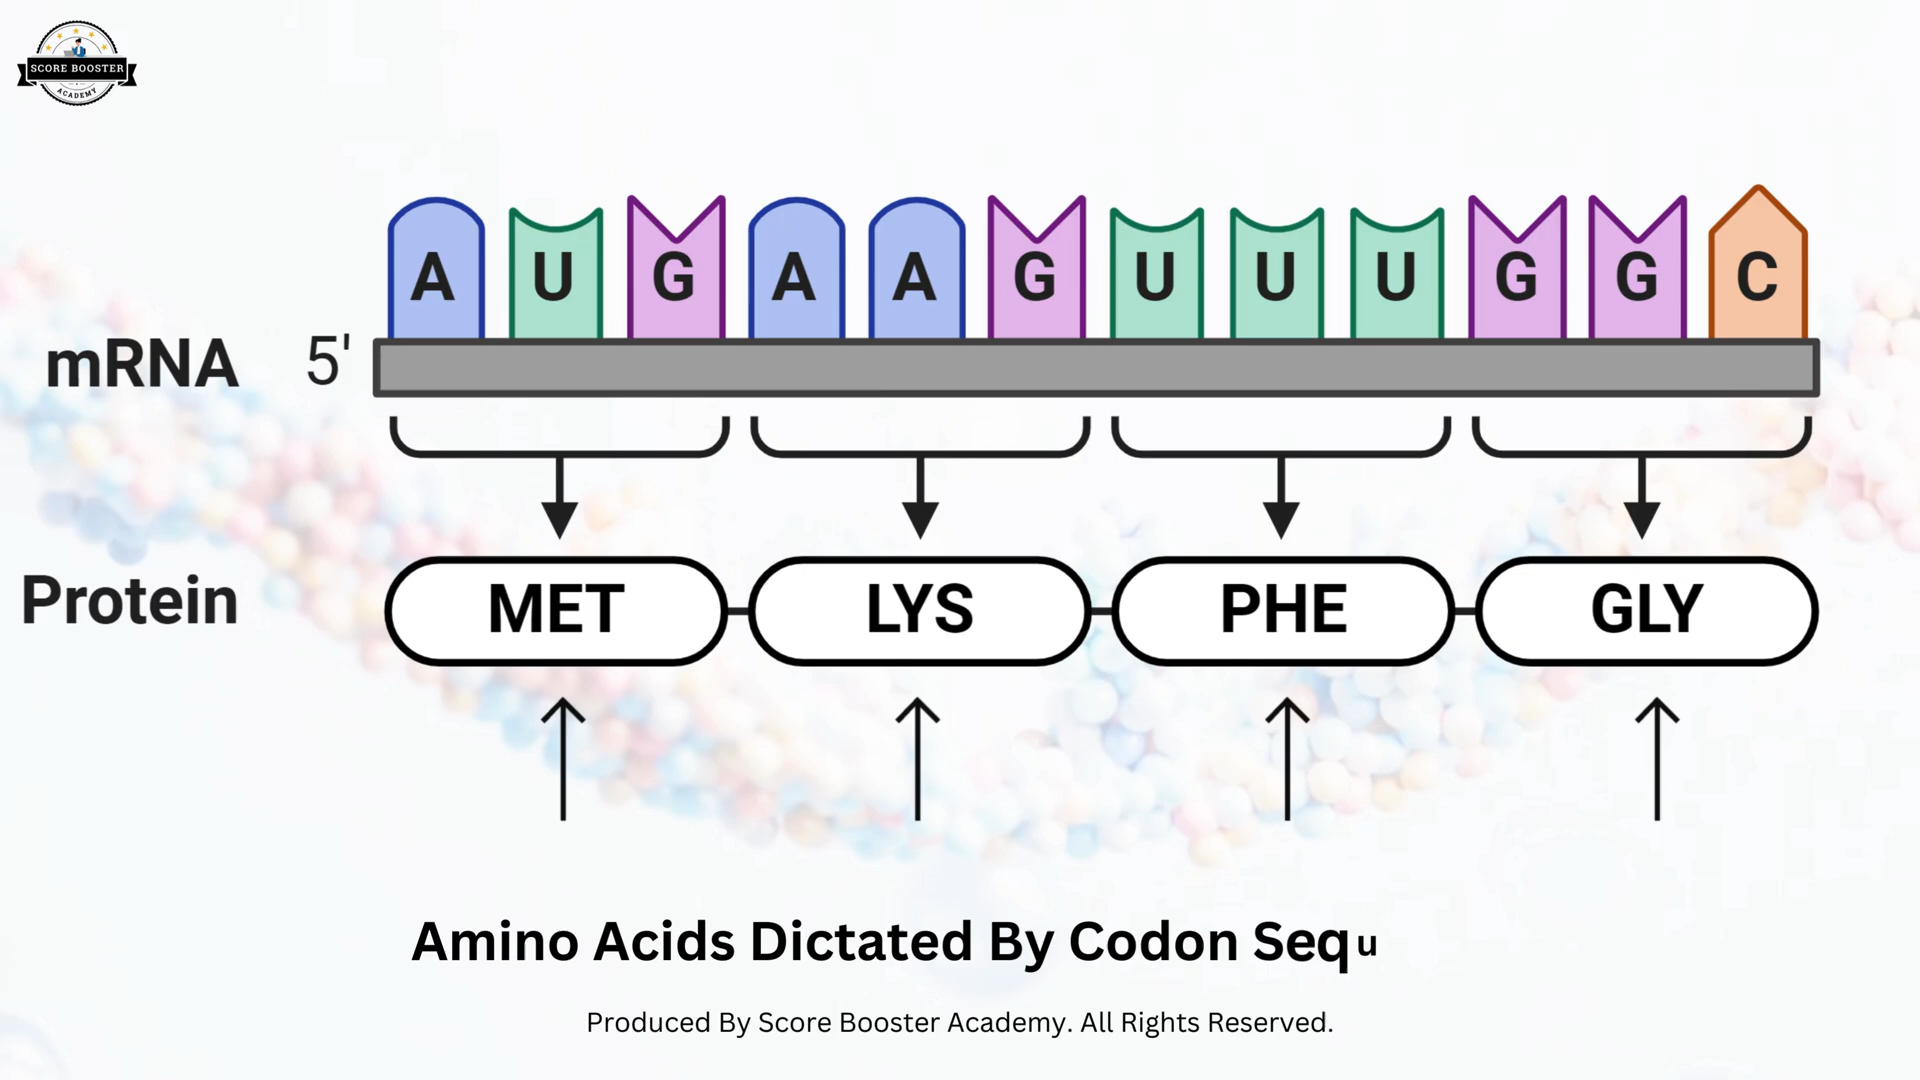 SCORE BOOSTER
ACADEMY
A U G A A G U U U G G C
mRNA 5'
Protein MET LYS PHE GLY
Amino Acids Dictated By Codon Sequ
Produced By Score Booster Academy. All Rights Reserved.